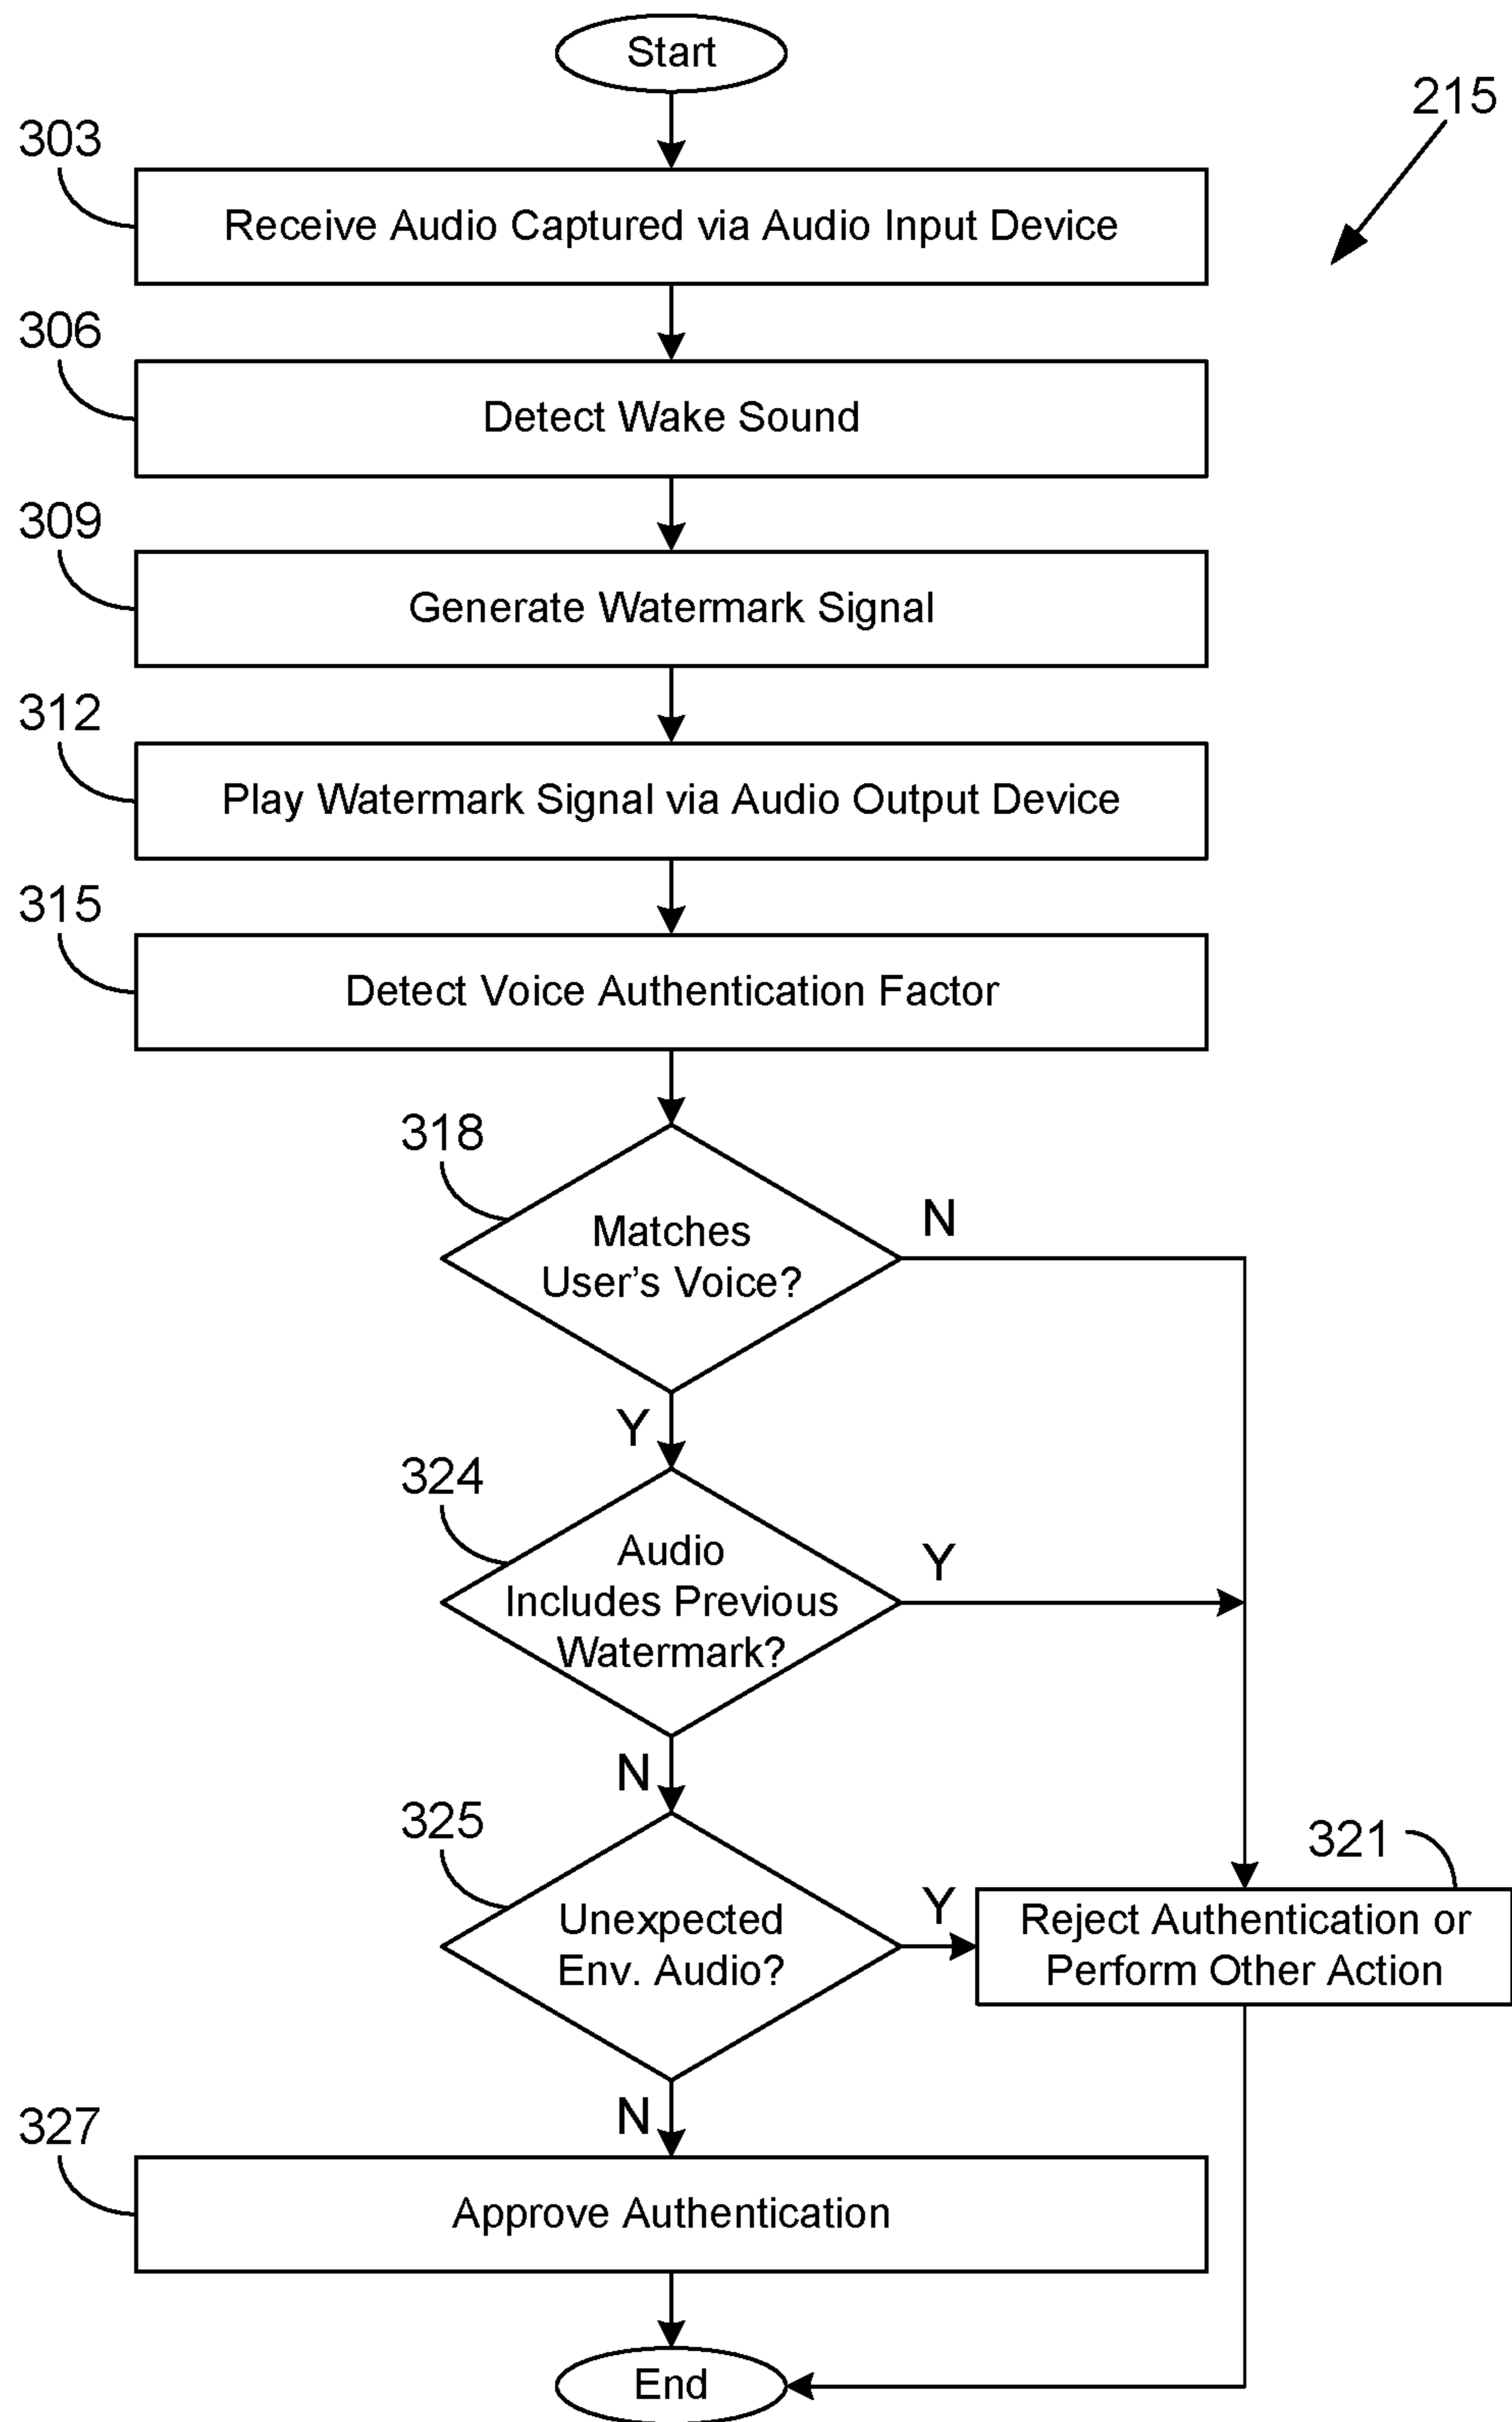 Start
215
303
Receive Audio Captured via Audio Input Device
306
Detect Wake Sound
309
Generate Watermark Signal
312
Play Watermark Signal via Audio Output Device
315
Detect Voice Authentication Factor
318
Matches
User's Voice?
N
Y
324
Audio
Includes Previous
Watermark?
Y
N
325
Unexpected
Env. Audio?
Y
321
Reject Authentication or
Perform Other Action
N
327
Approve Authentication
End